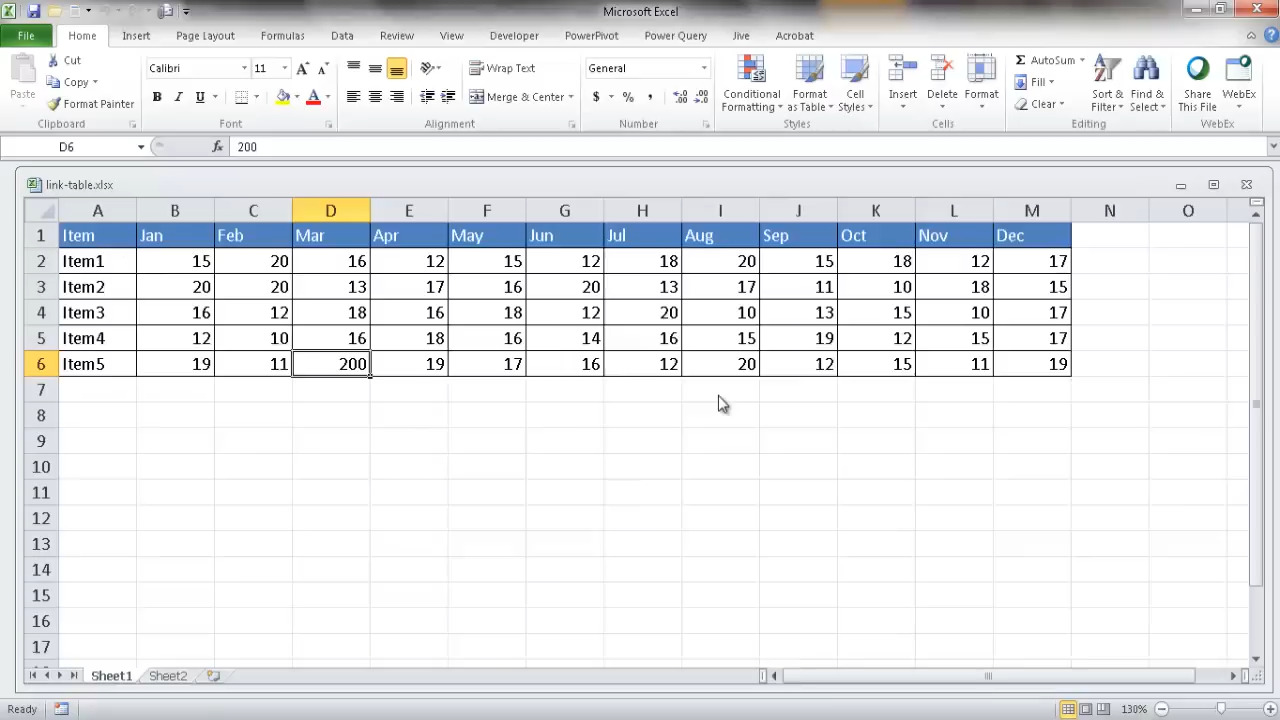 Microsoft Excel
File Home Insert Page Layout Formulas Data Review View Developer PowerPivot Power Query Jive Acrobat
Paste
Cut
Copy
Format Painter
Clipboard
Calibri 11
B I U A
Font
Wrap Text
Merge & Center
Alignment
General
$ % ,
Number
Conditional Formatting
Format as Table
Cell Styles
Styles
Insert
Delete
Format
Cells
Σ AutoSum
Fill
Clear
Sort & Filter
Find & Select
Editing
Share This File
WebEx
WebEx
D6 fx 200
link-table.xlsx
A B C D E F G H I J K L M N O
1 Item Jan Feb Mar Apr May Jun Jul Aug Sep Oct Nov Dec
2 Item1 15 20 16 12 15 12 18 20 15 18 12 17
3 Item2 20 20 13 17 16 20 13 17 11 10 18 15
4 Item3 16 12 18 16 18 12 20 10 13 15 10 17
5 Item4 12 10 16 18 16 14 16 15 19 12 15 17
6 Item5 19 11 200 19 17 16 12 20 12 15 11 19
7
8
9
10
11
12
13
14
15
16
17
Sheet1 Sheet2
Ready 130%